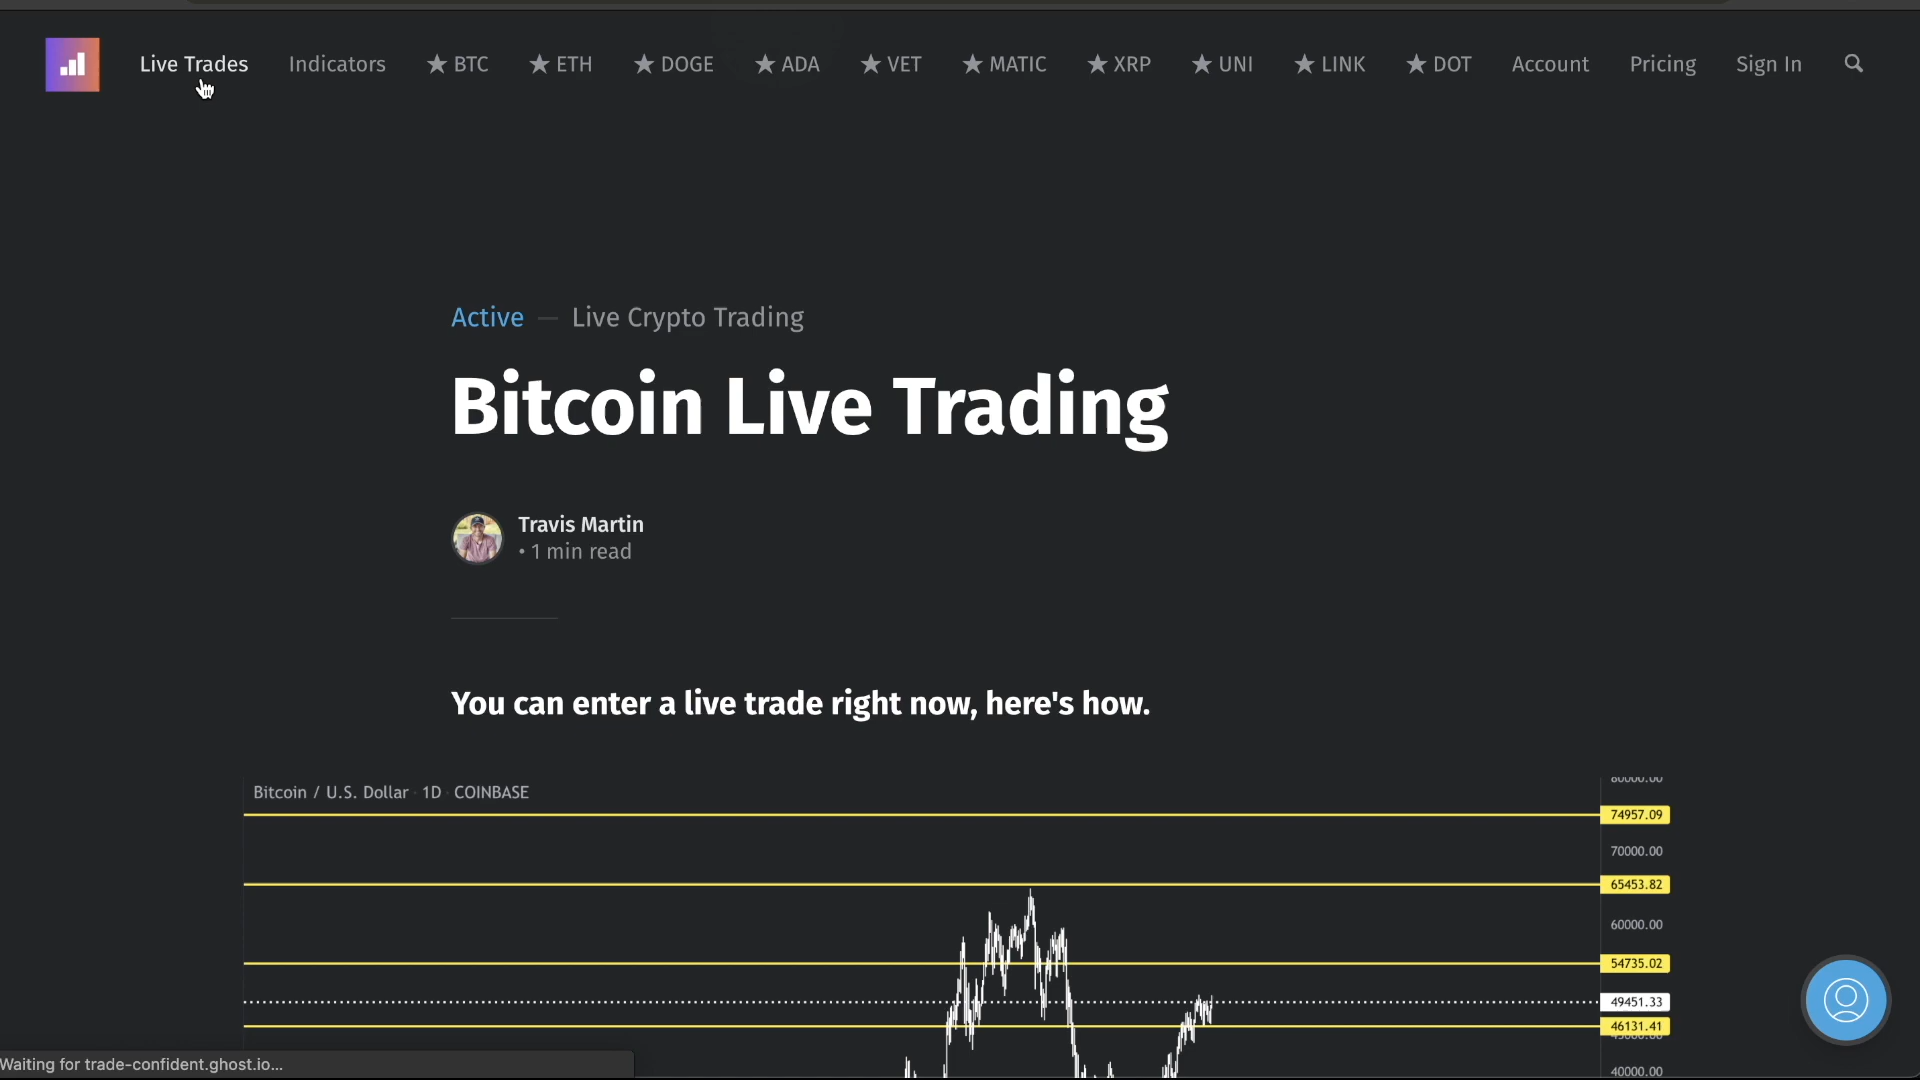 Live Trades Indicators ★ BTC ★ ETH ★ DOGE ★ ADA ★ VET ★ MATIC ★ XRP ★ UNI ★ LINK ★ DOT Account Pricing Sign In
Active — Live Crypto Trading
Bitcoin Live Trading
Travis Martin
• 1 min read
You can enter a live trade right now, here's how.
Bitcoin / U.S. Dollar · 1D · COINBASE
80000.00
74957.09
70000.00
65453.82
60000.00
54735.02
49451.33
46131.41
40000.00
Waiting for trade-confident.ghost.io...